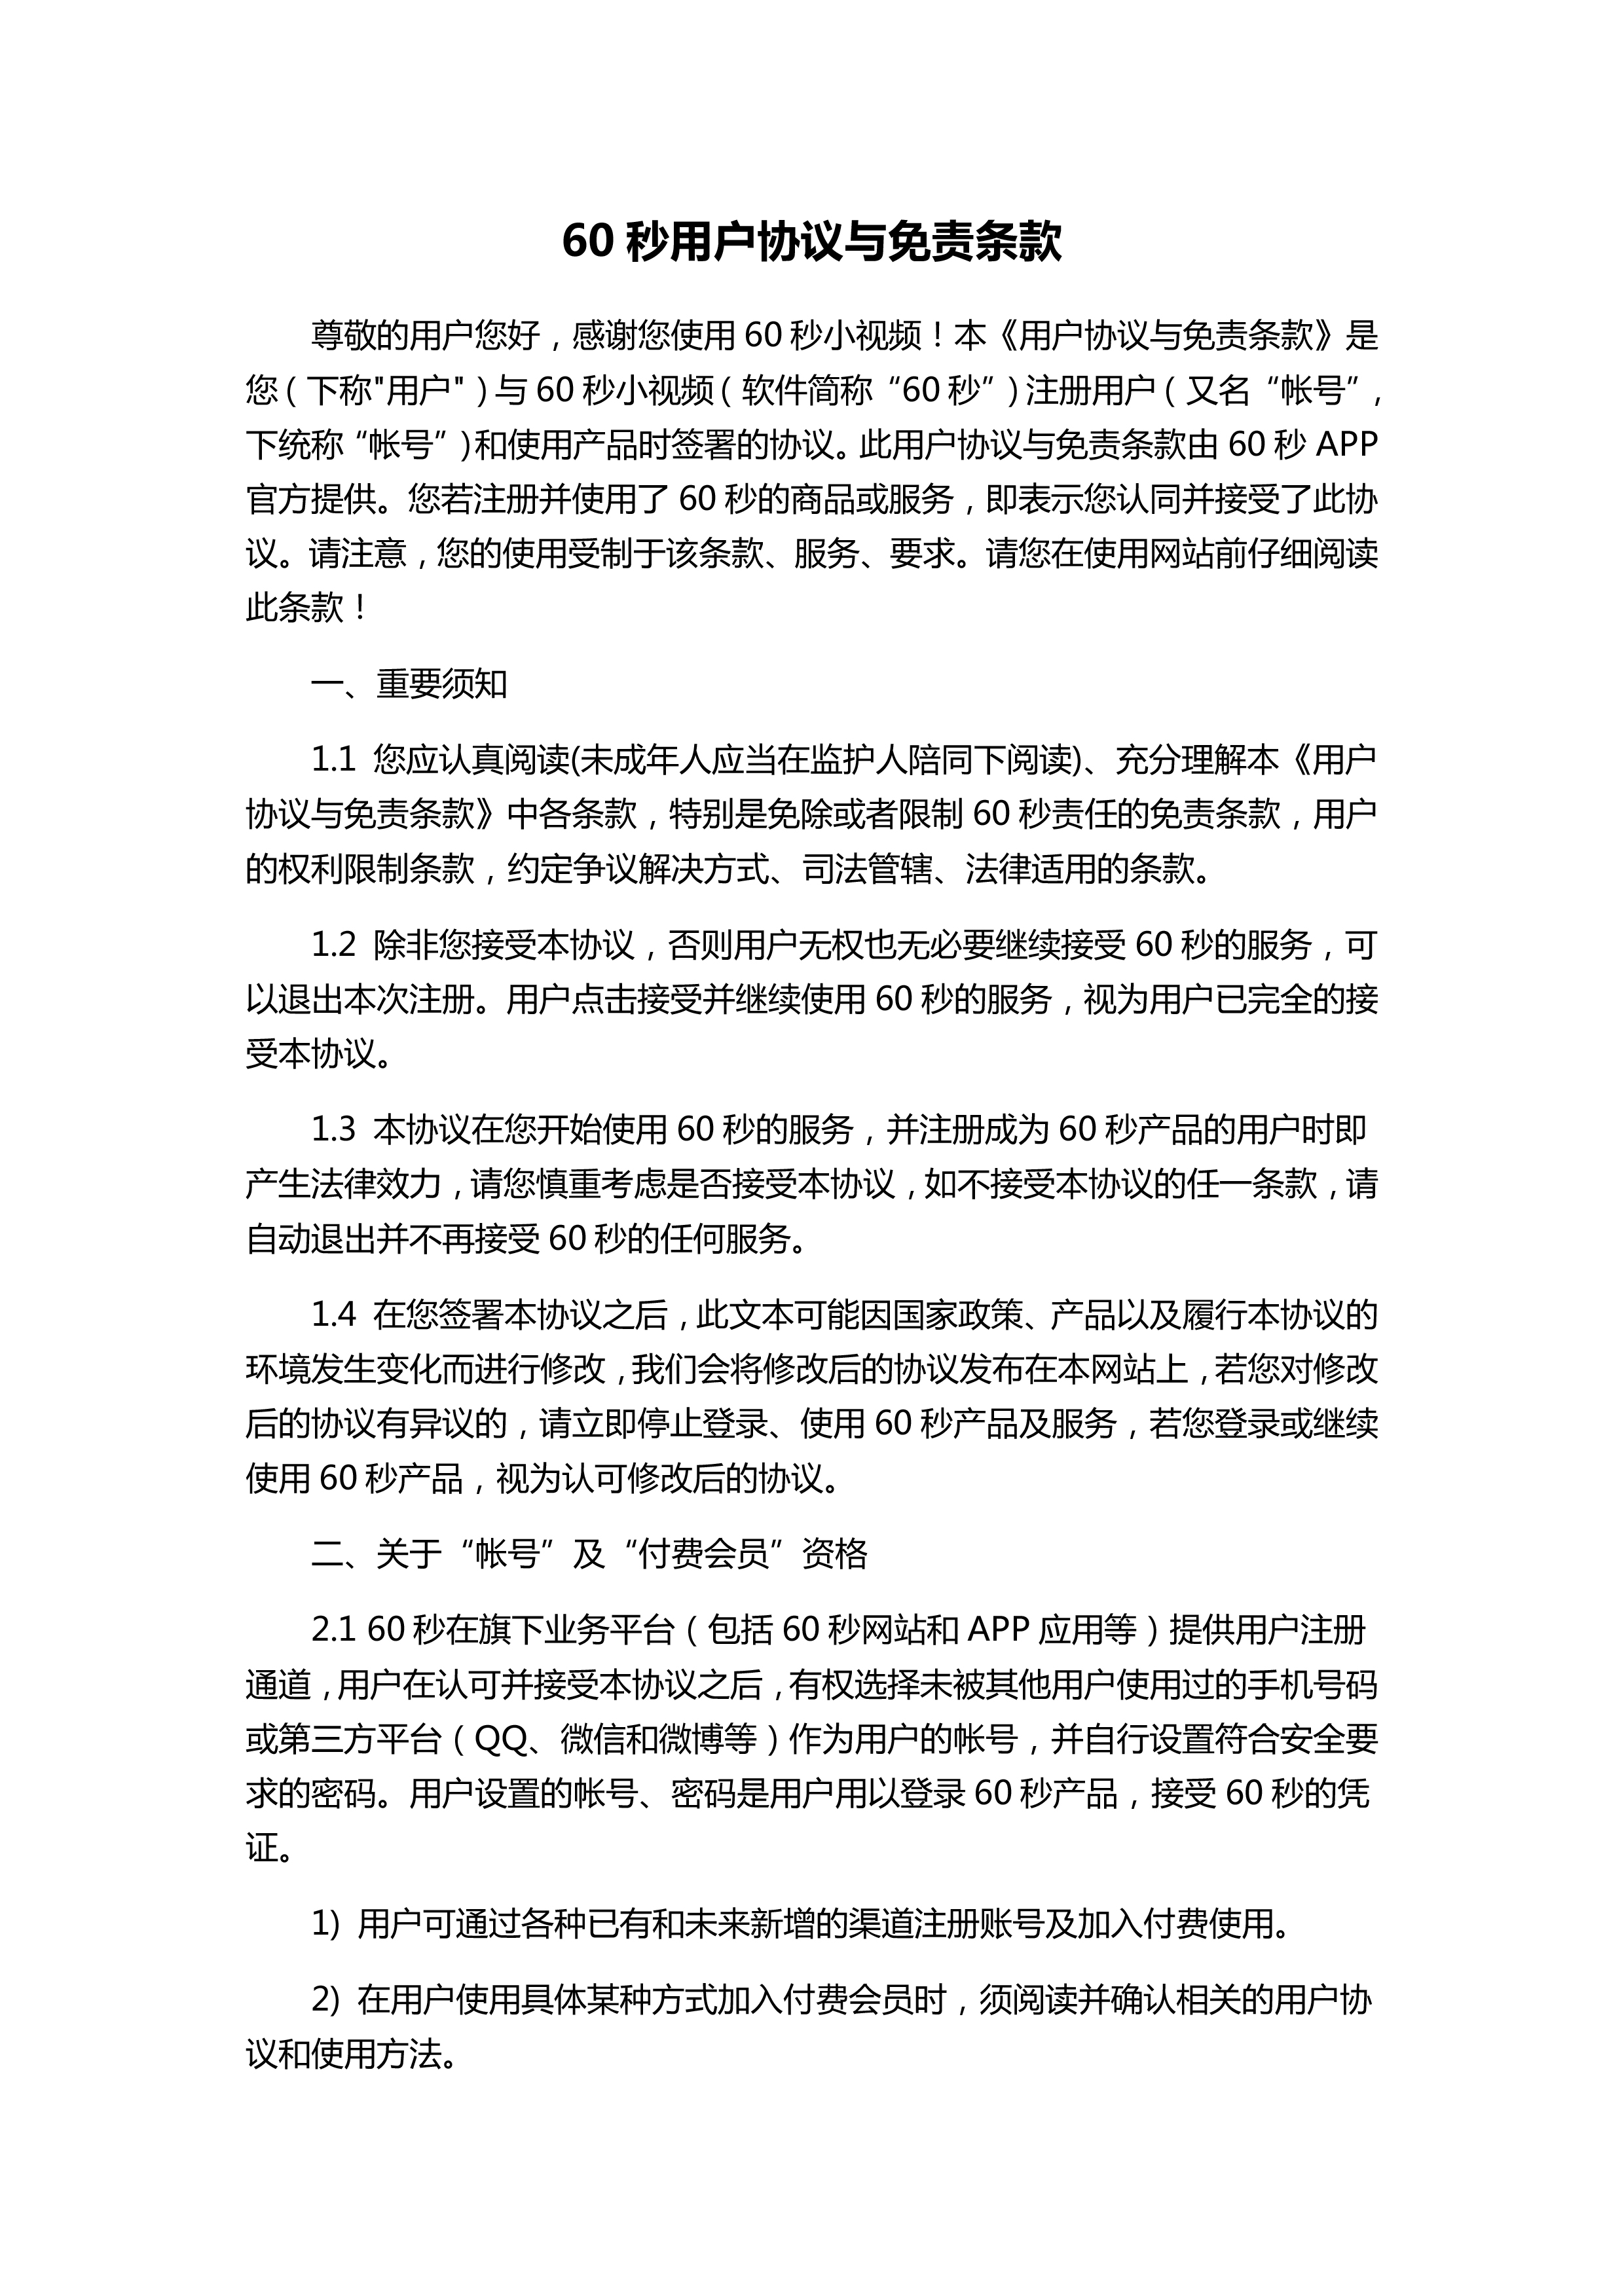 60 秒用户协议与免责条款
尊敬的用户您好，感谢您使用 60 秒小视频！本《用户协议与免责条款》是
您（下称"用户"）与 60 秒小视频（软件简称“60 秒”）注册用户（又名“帐号”，
下统称“帐号”）和使用产品时签署的协议。此用户协议与免责条款由 60 秒 APP
官方提供。您若注册并使用了 60 秒的商品或服务，即表示您认同并接受了此协
议。请注意，您的使用受制于该条款、服务、要求。请您在使用网站前仔细阅读
此条款！
一、重要须知
1.1 您应认真阅读(未成年人应当在监护人陪同下阅读)、充分理解本《用户
协议与免责条款》中各条款，特别是免除或者限制 60 秒责任的免责条款，用户
的权利限制条款，约定争议解决方式、司法管辖、法律适用的条款。
1.2 除非您接受本协议，否则用户无权也无必要继续接受 60 秒的服务，可
以退出本次注册。用户点击接受并继续使用 60 秒的服务，视为用户已完全的接
受本协议。
1.3 本协议在您开始使用 60 秒的服务，并注册成为 60 秒产品的用户时即
产生法律效力，请您慎重考虑是否接受本协议，如不接受本协议的任一条款，请
自动退出并不再接受 60 秒的任何服务。
1.4 在您签署本协议之后，此文本可能因国家政策、产品以及履行本协议的
环境发生变化而进行修改，我们会将修改后的协议发布在本网站上，若您对修改
后的协议有异议的，请立即停止登录、使用 60 秒产品及服务，若您登录或继续
使用 60 秒产品，视为认可修改后的协议。
二、关于“帐号”及“付费会员”资格
2.1 60 秒在旗下业务平台（包括 60 秒网站和 APP 应用等）提供用户注册
通道，用户在认可并接受本协议之后，有权选择未被其他用户使用过的手机号码
或第三方平台（QQ、微信和微博等）作为用户的帐号，并自行设置符合安全要
求的密码。用户设置的帐号、密码是用户用以登录 60 秒产品，接受 60 秒的凭
证。
1) 用户可通过各种已有和未来新增的渠道注册账号及加入付费使用。
2) 在用户使用具体某种方式加入付费会员时，须阅读并确认相关的用户协
议和使用方法。